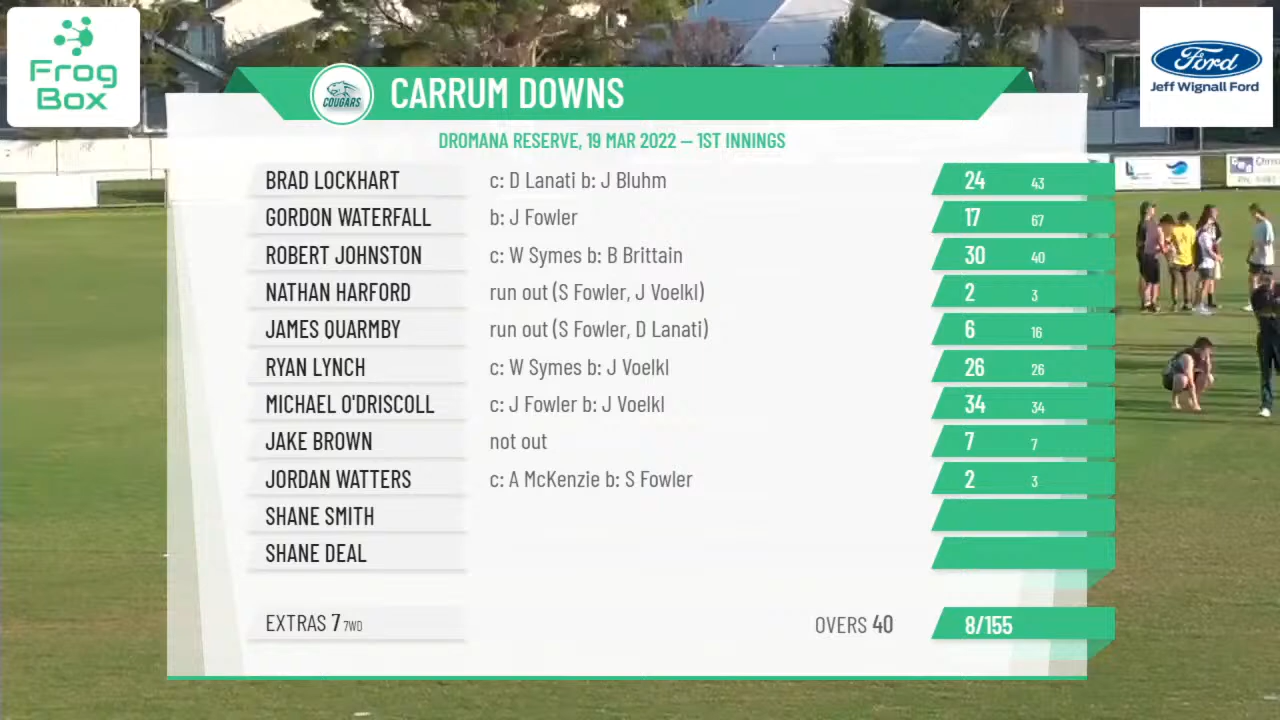 Frog
Box
Ford
Jeff Wignall Ford
COUGARS
CARRUM DOWNS
DROMANA RESERVE, 19 MAR 2022 – 1ST INNINGS
BRAD LOCKHART c: D Lanati b: J Bluhm 24 43
GORDON WATERFALL b: J Fowler 17 67
ROBERT JOHNSTON c: W Symes b: B Brittain 30 40
NATHAN HARFORD run out (S Fowler, J Voelkl) 2 3
JAMES QUARMBY run out (S Fowler, D Lanati) 6 16
RYAN LYNCH c: W Symes b: J Voelkl 26 26
MICHAEL O'DRISCOLL c: J Fowler b: J Voelkl 34 34
JAKE BROWN not out 7 7
JORDAN WATTERS c: A McKenzie b: S Fowler 2 3
SHANE SMITH
SHANE DEAL
EXTRAS 7 7WD OVERS 40 8/155